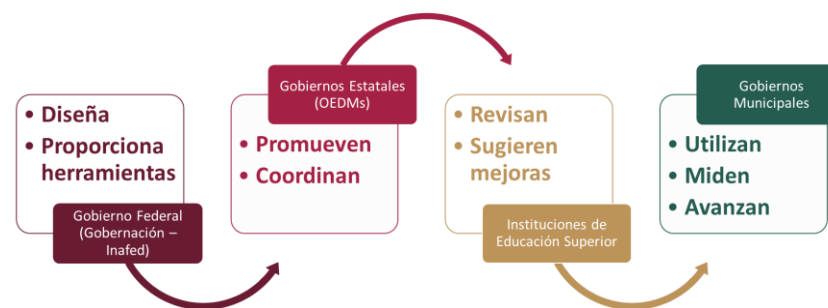 • Diseña
• Proporciona
herramientas
Gobierno Federal
(Gobernación –
Inafed)
Gobiernos Estatales
(OEDMs)
• Promueven
• Coordinan
• Revisan
• Sugieren
mejoras
Instituciones de
Educación Superior
Gobiernos
Municipales
• Utilizan
• Miden
• Avanzan